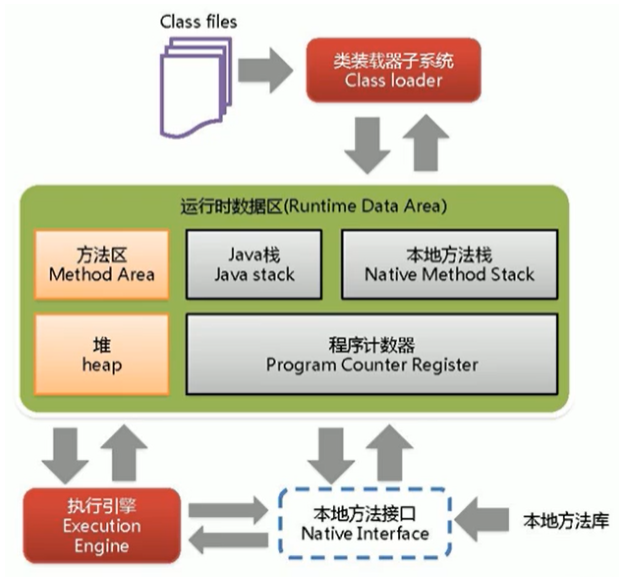 Class files
类装载器子系统
Class loader
运行时数据区(Runtime Data Area)
方法区
Method Area
Java栈
Java stack
本地方法栈
Native Method Stack
堆
heap
程序计数器
Program Counter Register
执行引擎
Execution
Engine
本地方法接口
Native Interface
本地方法库